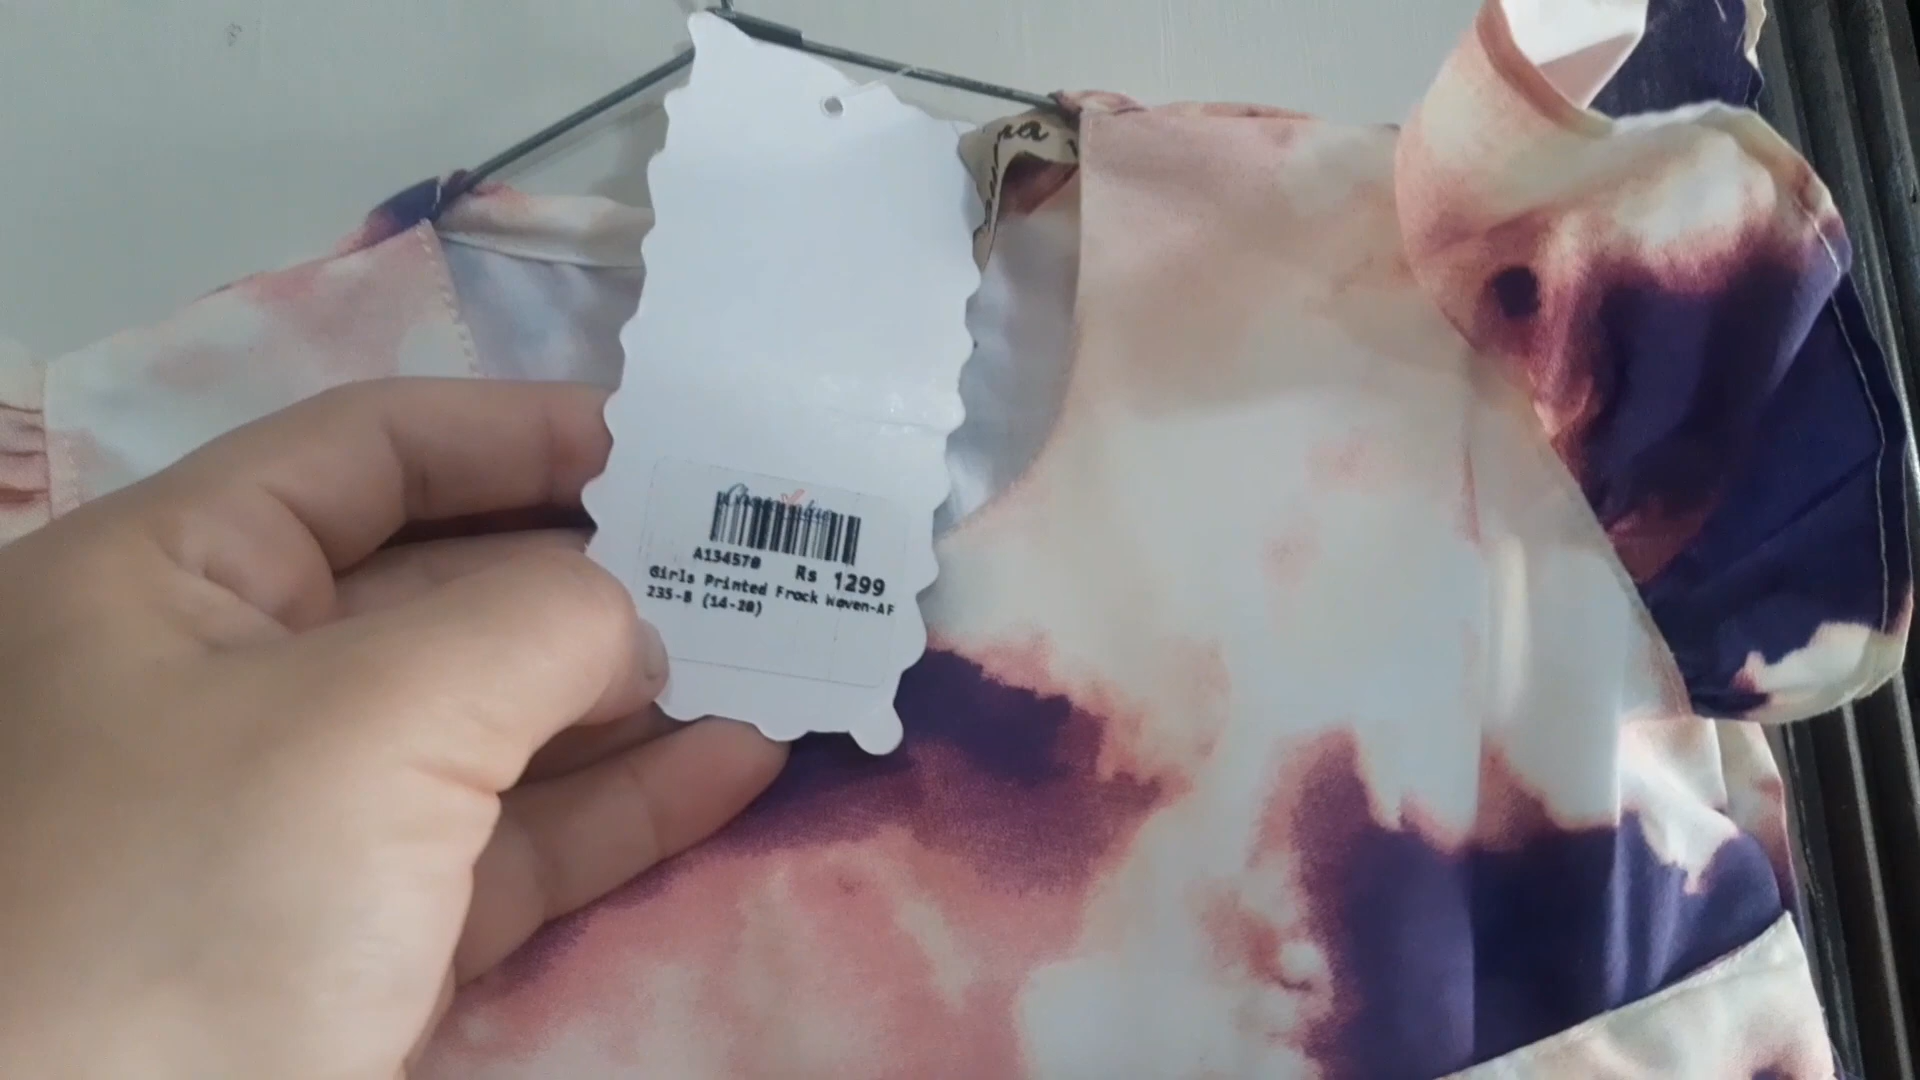 A134570
Rs 1299
Girls Printed Frock Woven-AF
235-B (14-20)